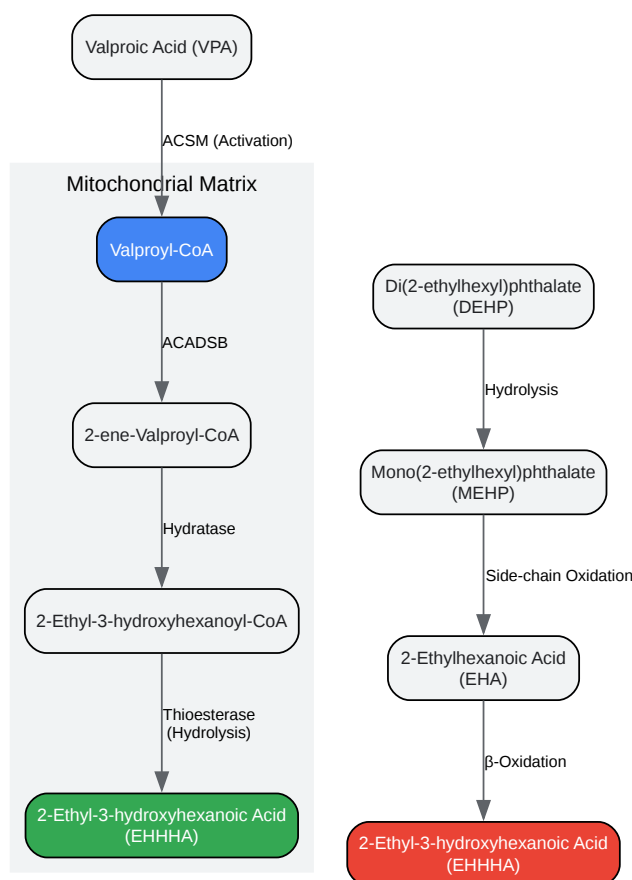 Valproic Acid (VPA)
ACSM (Activation)
Mitochondrial Matrix
Valproyl-CoA
ACADSB
2-ene-Valproyl-CoA
Hydratase
2-Ethyl-3-hydroxyhexanoyl-CoA
Thioesterase
(Hydrolysis)
2-Ethyl-3-hydroxyhexanoic Acid
(EHHHA)
Di(2-ethylhexyl)phthalate
(DEHP)
Hydrolysis
Mono(2-ethylhexyl)phthalate
(MEHP)
Side-chain Oxidation
2-Ethylhexanoic Acid
(EHA)
β-Oxidation
2-Ethyl-3-hydroxyhexanoic Acid
(EHHHA)